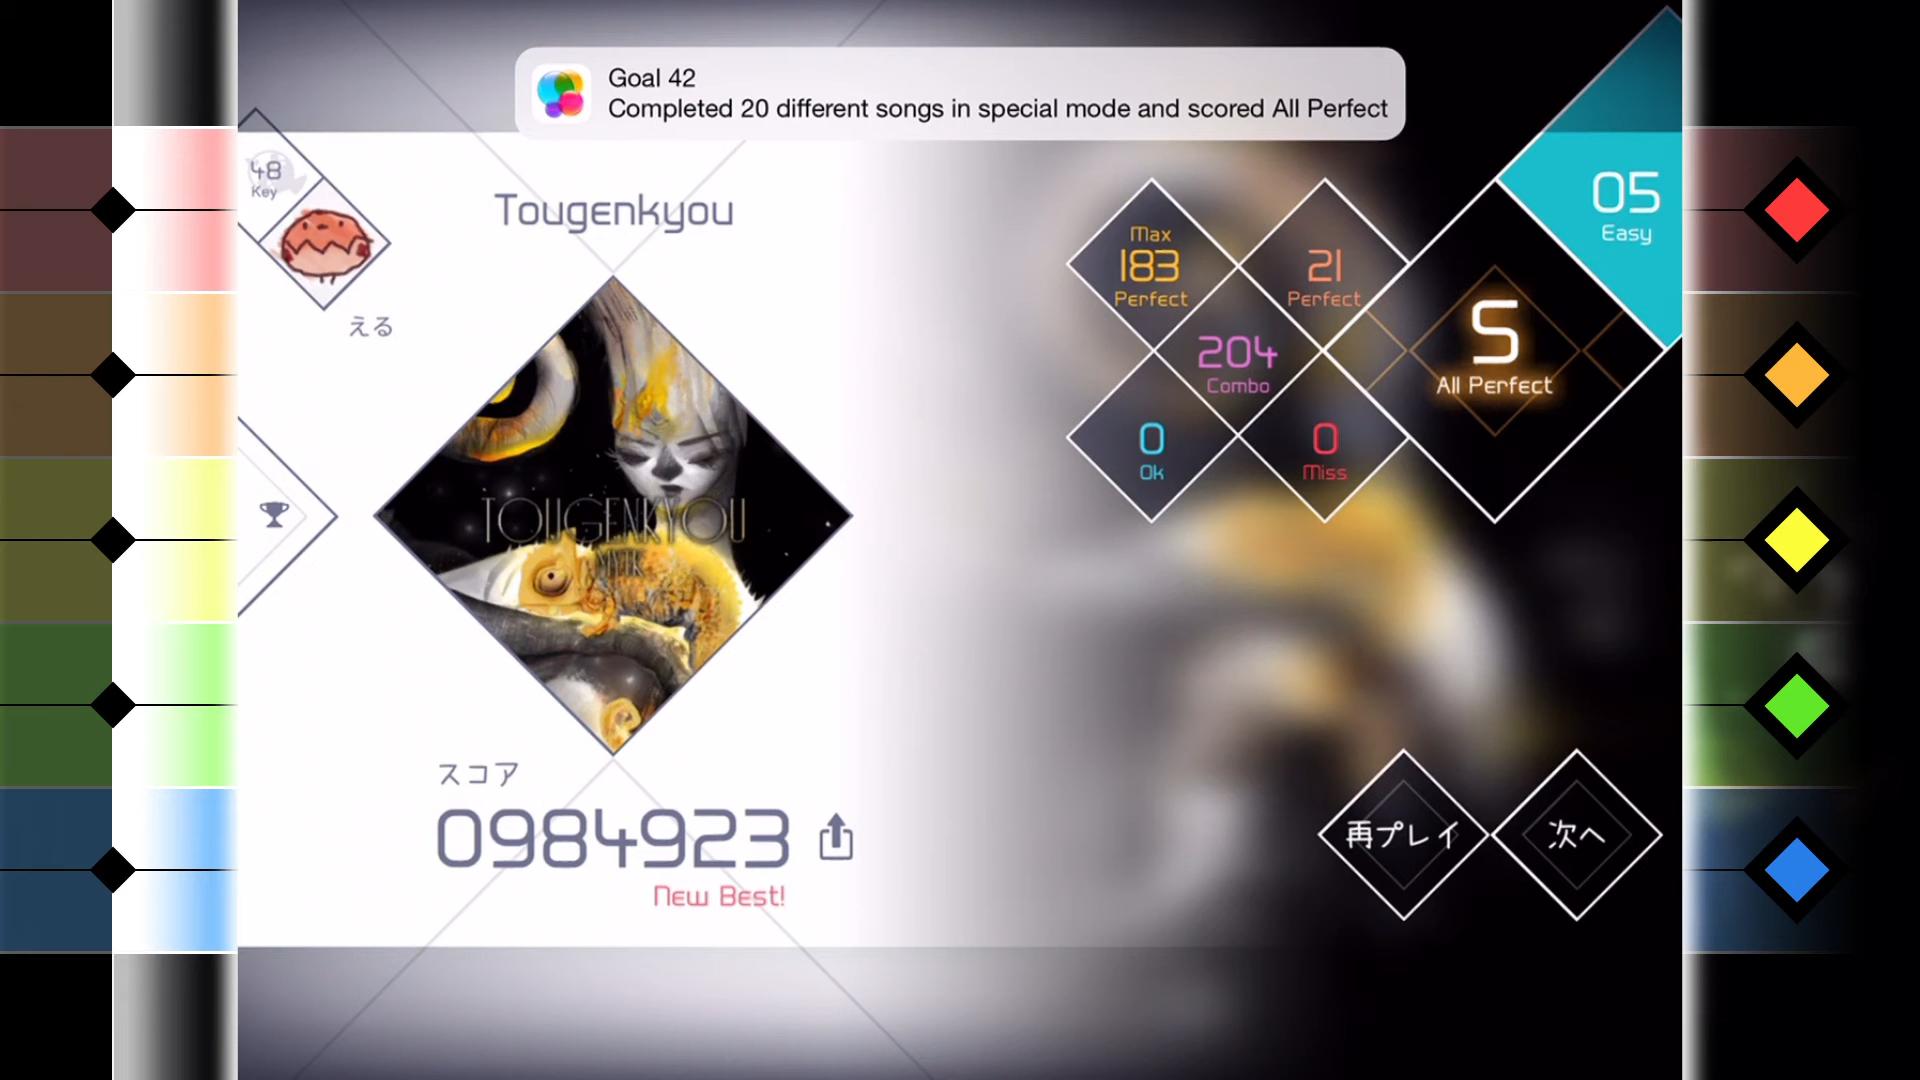 Goal 42
Completed 20 different songs in special mode and scored All Perfect
48
Key
える
Tougenkyou
TOUGENKYOU
スコア
0984923
New Best!
Max
183
Perfect
21
Perfect
204
Combo
0
Ok
0
Miss
S
All Perfect
05
Easy
再プレイ
次へ